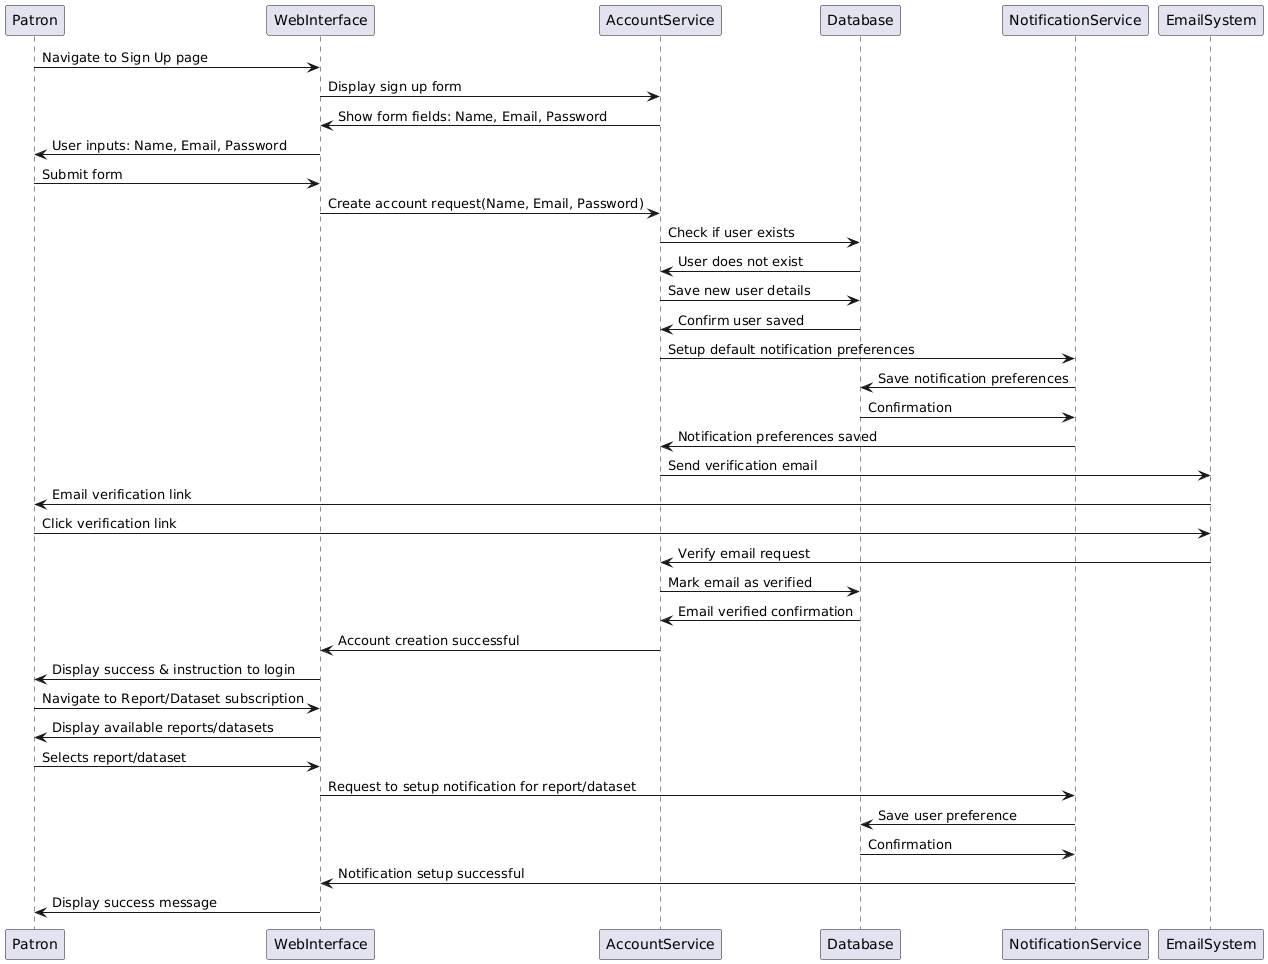 Patron
WebInterface
AccountService
Database
NotificationService
EmailSystem
Navigate to Sign Up page
Display sign up form
Show form fields: Name, Email, Password
User inputs: Name, Email, Password
Submit form
Create account request(Name, Email, Password)
Check if user exists
User does not exist
Save new user details
Confirm user saved
Setup default notification preferences
Save notification preferences
Confirmation
Notification preferences saved
Send verification email
Email verification link
Click verification link
Verify email request
Mark email as verified
Email verified confirmation
Account creation successful
Display success & instruction to login
Navigate to Report/Dataset subscription
Display available reports/datasets
Selects report/dataset
Request to setup notification for report/dataset
Save user preference
Confirmation
Notification setup successful
Display success message
Patron
WebInterface
AccountService
Database
NotificationService
EmailSystem